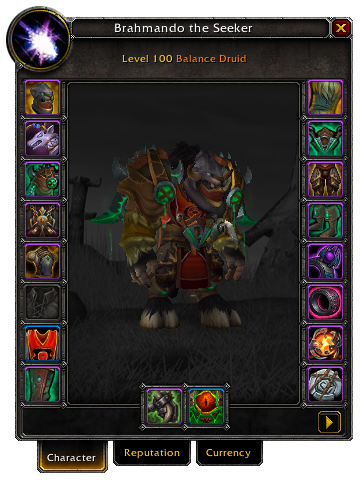 Brahmando the Seeker
Level 100 Balance Druid
Character
Reputation
Currency